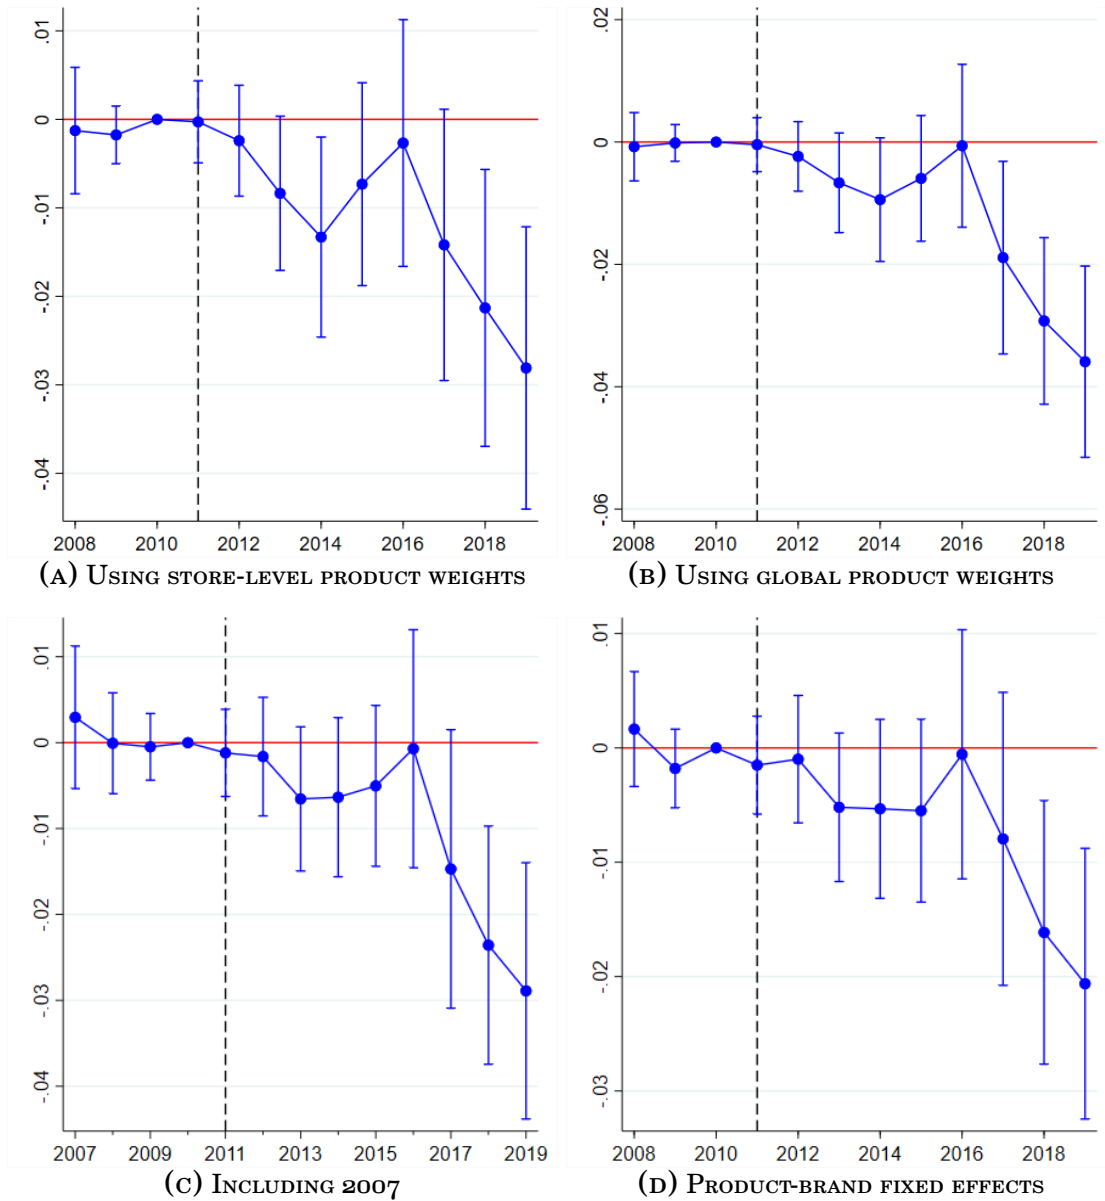 .01
0
-.01
-.02
-.03
-.04
2008 2010 2012 2014 2016 2018
(A) Using store-level product weights
.02
0
-.02
-.04
-.06
2008 2010 2012 2014 2016 2018
(B) Using global product weights
.01
0
-.01
-.02
-.03
-.04
2007 2009 2011 2013 2015 2017 2019
(C) Including 2007
.01
0
-.01
-.02
-.03
2008 2010 2012 2014 2016 2018
(D) Product-brand fixed effects